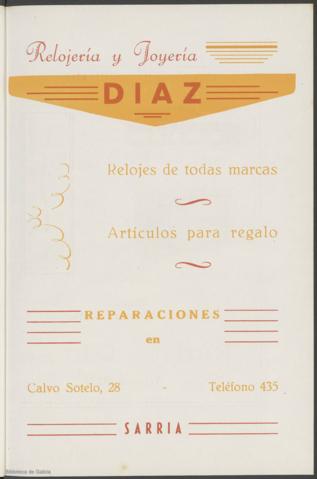 Relojería y Joyería
DIAZ
Relojes de todas marcas
Artículos para regalo
REPARACIONES
en
Calvo Sotelo, 28 - Teléfono 435
SARRIA
Biblioteca de Galicia